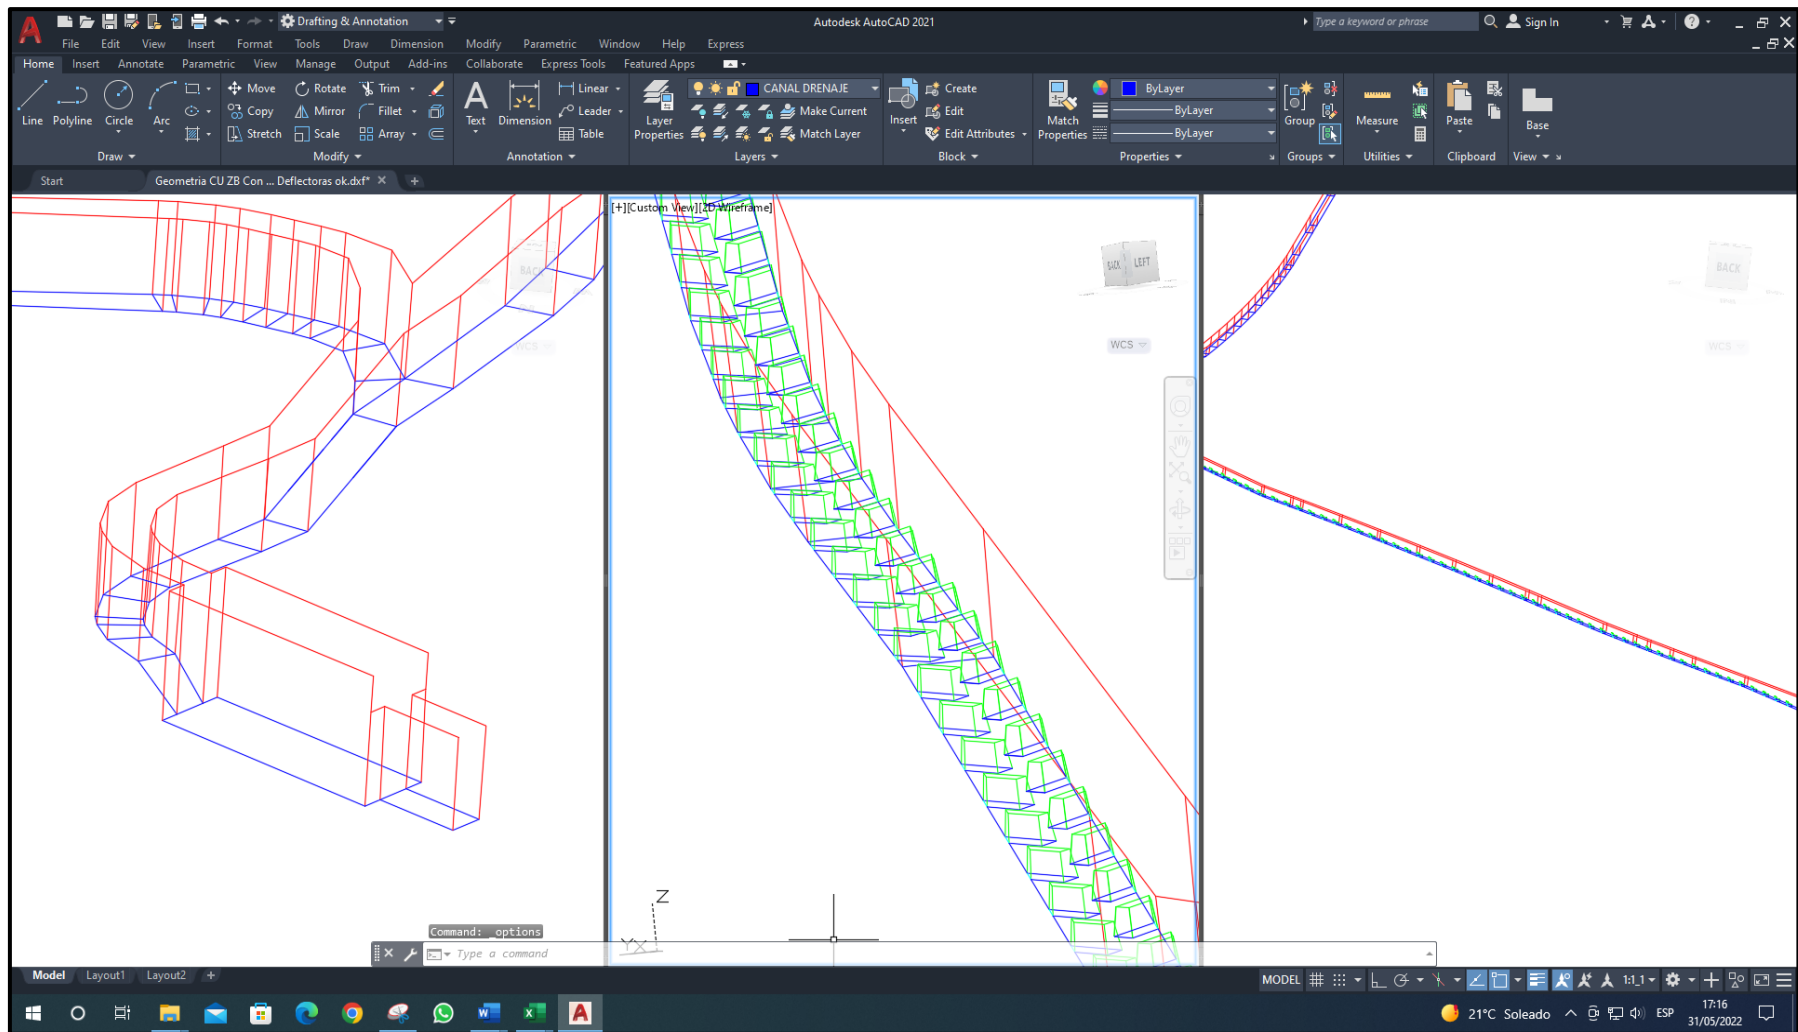 Drafting & Annotation
Autodesk AutoCAD 2021
Type a keyword or phrase
Sign In
File Edit View Insert Format Tools Draw Dimension Modify Parametric Window Help Express
Home Insert Annotate Parametric View Manage Output Add-ins Collaborate Express Tools Featured Apps
Line Polyline Circle Arc
Move Rotate Trim
Copy Mirror Fillet
Stretch Scale Array
Text Dimension
Linear
Leader
Table
Layer Properties
CANAL DRENAJE
Make Current
Match Layer
Insert
Create
Edit
Edit Attributes
Match Properties
ByLayer
ByLayer
ByLayer
Group
Measure
Paste
Base
Draw Modify Annotation Layers Block Properties Groups Utilities Clipboard View
Start
Geometria CU ZB Con ... Deflectoras ok.dxf*
[+][Custom View][2D Wireframe]
BACK
BACK LEFT
BACK
WCS
WCS
WCS
Z
Y X
Command: _options
Type a command
Model Layout1 Layout2
MODEL
1:1_1
W X A
21°C Soleado
ESP
17:16
31/05/2022